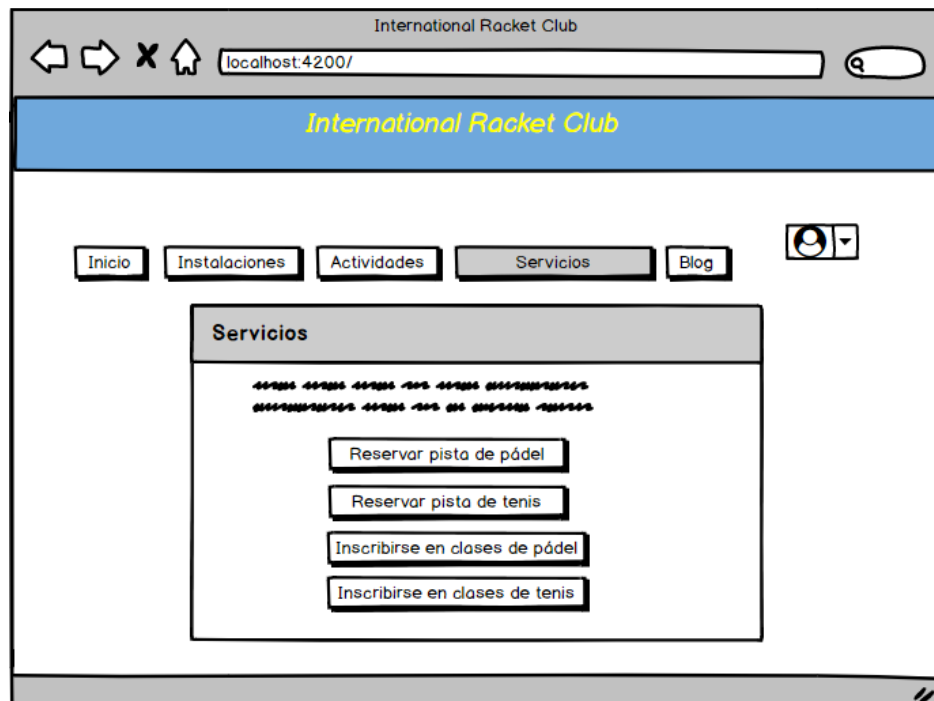 International Racket Club
localhost:4200/
International Racket Club
Inicio Instalaciones Actividades Servicios Blog
Servicios
Reservar pista de pádel
Reservar pista de tenis
Inscribirse en clases de pádel
Inscribirse en clases de tenis